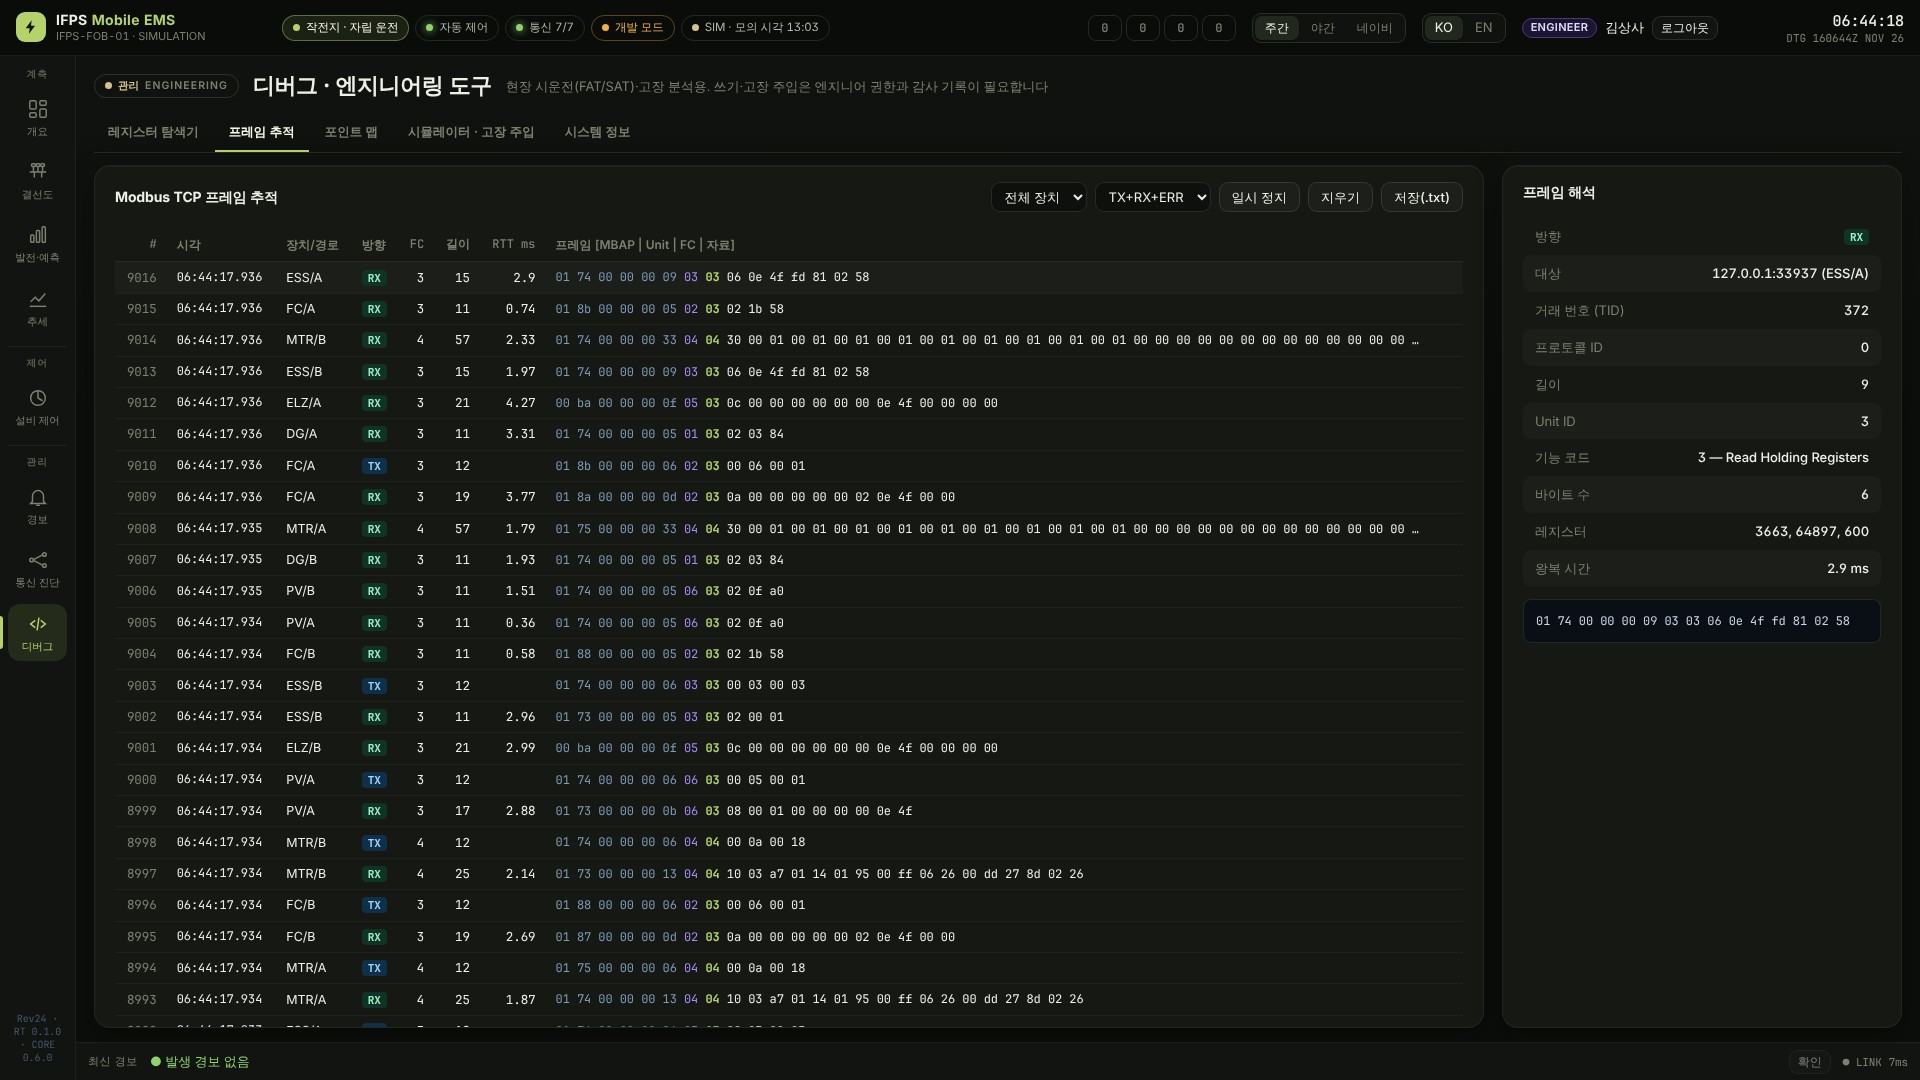 IFPS Mobile EMS
IFPS-FOB-01 · SIMULATION
작전지 · 자립 운전
자동 제어
통신 7/7
개발 모드
SIM · 모의 시각 13:03
0 0 0 0
주간 야간 네이비
KO EN
ENGINEER 김상사 로그아웃
06:44:18
DTG 160644Z NOV 26
계측
개요
결선도
발전·예측
추세
제어
설비 제어
관리
경보
통신 진단
디버그
Rev24 ·
RT 0.1.0
· CORE
0.6.0
관리 ENGINEERING
디버그 · 엔지니어링 도구
현장 시운전(FAT/SAT)·고장 분석용. 쓰기·고장 주입은 엔지니어 권한과 감사 기록이 필요합니다
레지스터 탐색기 프레임 추적 포인트 맵 시뮬레이터 · 고장 주입 시스템 정보
Modbus TCP 프레임 추적
전체 장치 TX+RX+ERR 일시 정지 지우기 저장(.txt)
# 시각 장치/경로 방향 FC 길이 RTT ms 프레임 [MBAP | Unit | FC | 자료]
9016 06:44:17.936 ESS/A RX 3 15 2.9 01 74 00 00 00 09 03 03 06 0e 4f fd 81 02 58
9015 06:44:17.936 FC/A RX 3 11 0.74 01 8b 00 00 00 05 02 03 02 1b 58
9014 06:44:17.936 MTR/B RX 4 57 2.33 01 74 00 00 00 33 04 04 30 00 01 00 01 00 01 00 01 00 01 00 01 00 01 00 01 00 01 00 00 00 00 00 00 00 00 00 00 00 00 00 …
9013 06:44:17.936 ESS/B RX 3 15 1.97 01 74 00 00 00 09 03 03 06 0e 4f fd 81 02 58
9012 06:44:17.936 ELZ/A RX 3 21 4.27 00 ba 00 00 00 0f 05 03 0c 00 00 00 00 00 00 0e 4f 00 00 00 00
9011 06:44:17.936 DG/A RX 3 11 3.31 01 74 00 00 00 05 01 03 02 03 84
9010 06:44:17.936 FC/A TX 3 12 01 8b 00 00 00 06 02 03 00 06 00 01
9009 06:44:17.936 FC/A RX 3 19 3.77 01 8a 00 00 00 0d 02 03 0a 00 00 00 00 00 02 0e 4f 00 00
9008 06:44:17.935 MTR/A RX 4 57 1.79 01 75 00 00 00 33 04 04 30 00 01 00 01 00 01 00 01 00 01 00 01 00 01 00 01 00 01 00 00 00 00 00 00 00 00 00 00 00 00 00 …
9007 06:44:17.935 DG/B RX 3 11 1.93 01 74 00 00 00 05 01 03 02 03 84
9006 06:44:17.935 PV/B RX 3 11 1.51 01 74 00 00 00 05 06 03 02 0f a0
9005 06:44:17.934 PV/A RX 3 11 0.36 01 74 00 00 00 05 06 03 02 0f a0
9004 06:44:17.934 FC/B RX 3 11 0.58 01 88 00 00 00 05 02 03 02 1b 58
9003 06:44:17.934 ESS/B TX 3 12 01 74 00 00 00 06 03 03 00 03 00 03
9002 06:44:17.934 ESS/B RX 3 11 2.96 01 73 00 00 00 05 03 03 02 00 01
9001 06:44:17.934 ELZ/B RX 3 21 2.99 00 ba 00 00 00 0f 05 03 0c 00 00 00 00 00 00 0e 4f 00 00 00 00
9000 06:44:17.934 PV/A TX 3 12 01 74 00 00 00 06 06 03 00 05 00 01
8999 06:44:17.934 PV/A RX 3 17 2.88 01 73 00 00 00 0b 06 03 08 00 01 00 00 00 00 0e 4f
8998 06:44:17.934 MTR/B TX 4 12 01 74 00 00 00 06 04 04 00 0a 00 18
8997 06:44:17.934 MTR/B RX 4 25 2.14 01 73 00 00 00 13 04 04 10 03 a7 01 14 01 95 00 ff 06 26 00 dd 27 8d 02 26
8996 06:44:17.934 FC/B TX 3 12 01 88 00 00 00 06 02 03 00 06 00 01
8995 06:44:17.934 FC/B RX 3 19 2.69 01 87 00 00 00 0d 02 03 0a 00 00 00 00 00 02 0e 4f 00 00
8994 06:44:17.934 MTR/A TX 4 12 01 75 00 00 00 06 04 04 00 0a 00 18
8993 06:44:17.934 MTR/A RX 4 25 1.87 01 74 00 00 00 13 04 04 10 03 a7 01 14 01 95 00 ff 06 26 00 dd 27 8d 02 26
프레임 해석
방향 RX
대상 127.0.0.1:33937 (ESS/A)
거래 번호 (TID) 372
프로토콜 ID 0
길이 9
Unit ID 3
기능 코드 3 — Read Holding Registers
바이트 수 6
레지스터 3663, 64897, 600
왕복 시간 2.9 ms
01 74 00 00 00 09 03 03 06 0e 4f fd 81 02 58
최신 경보 발생 경보 없음
확인 LINK 7ms